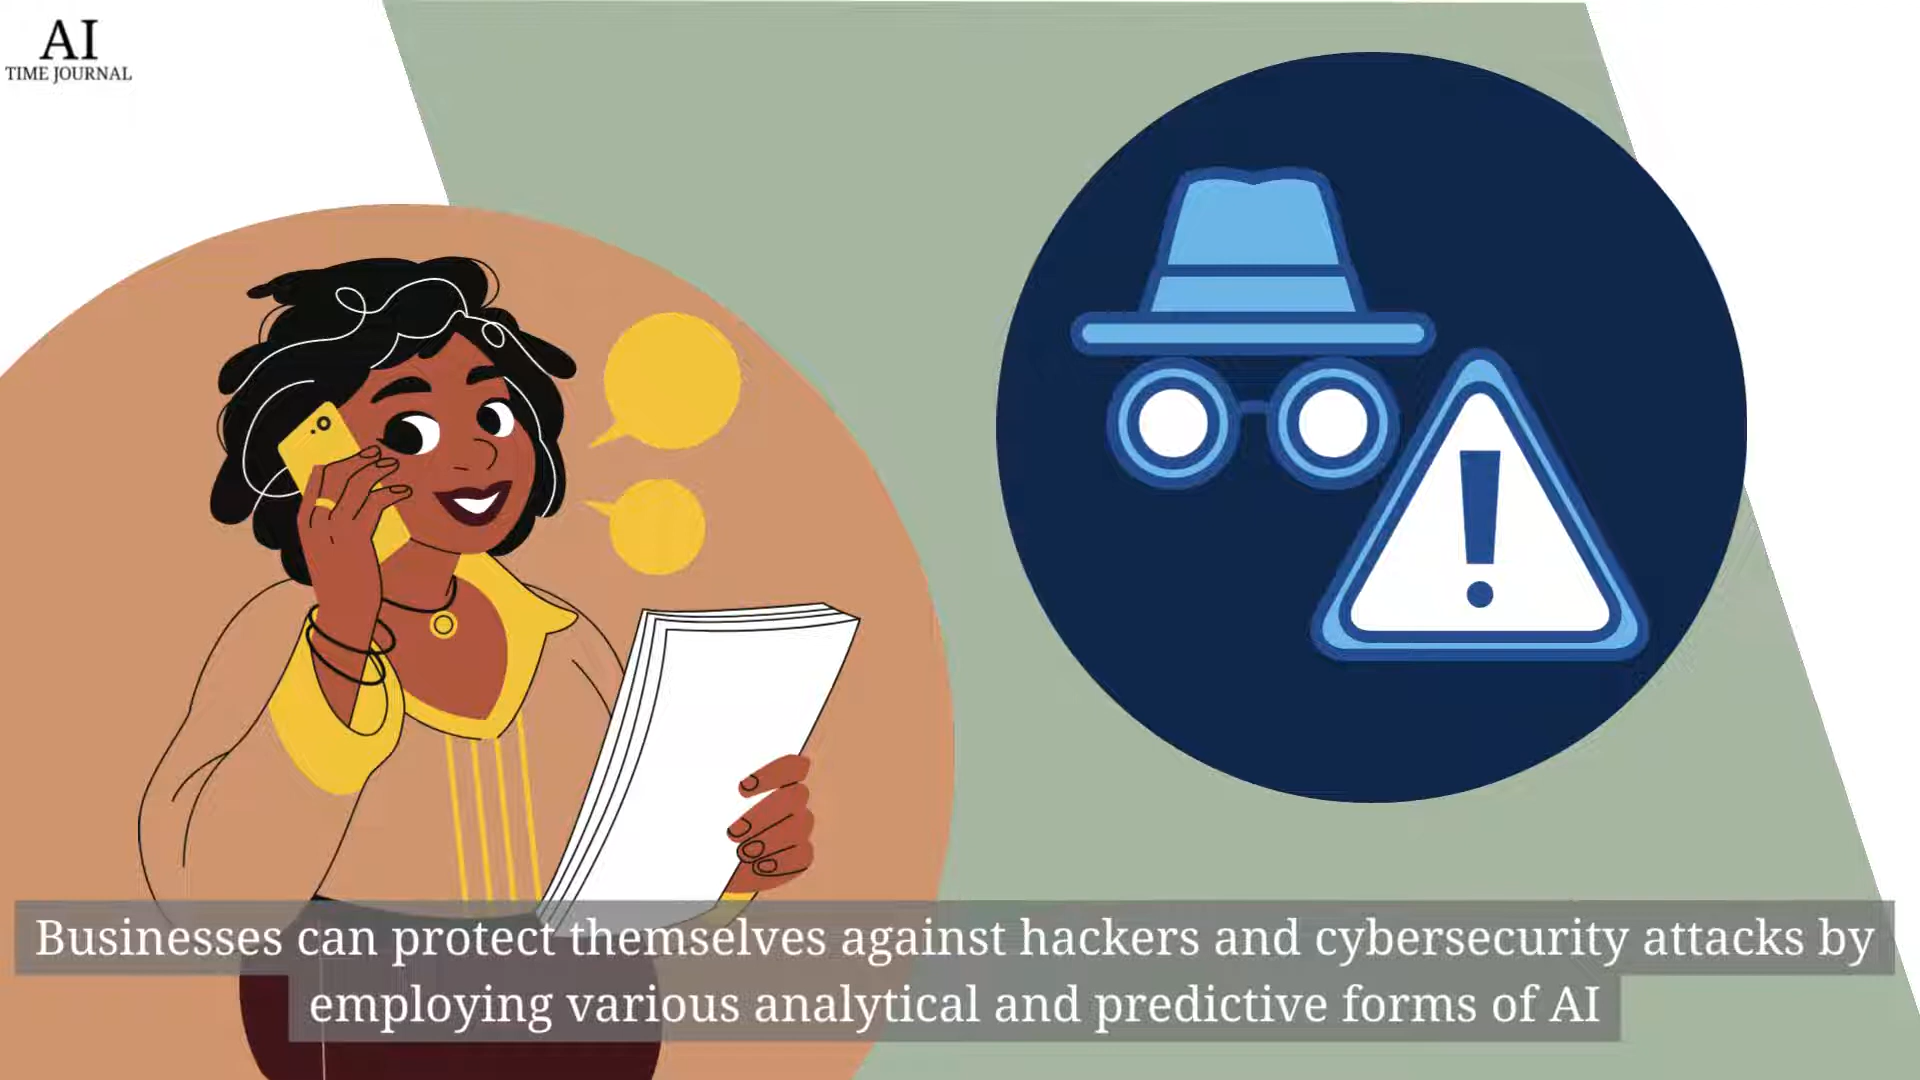 AI
TIME JOURNAL
Businesses can protect themselves against hackers and cybersecurity attacks by
employing various analytical and predictive forms of AI